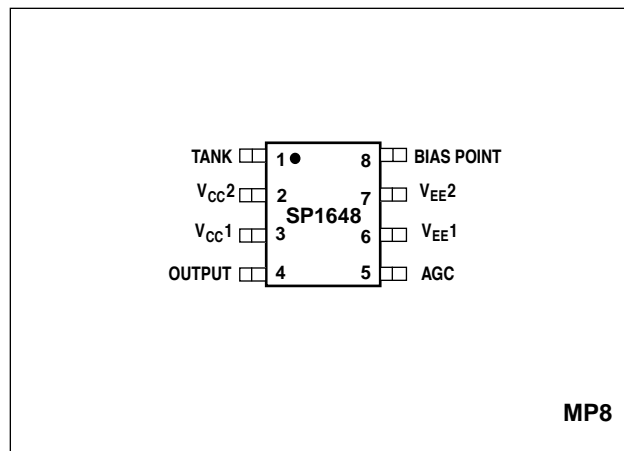 TANK 1 8 BIAS POINT
VCC2 2 7 VEE2
SP1648
VCC1 3 6 VEE1
OUTPUT 4 5 AGC
MP8